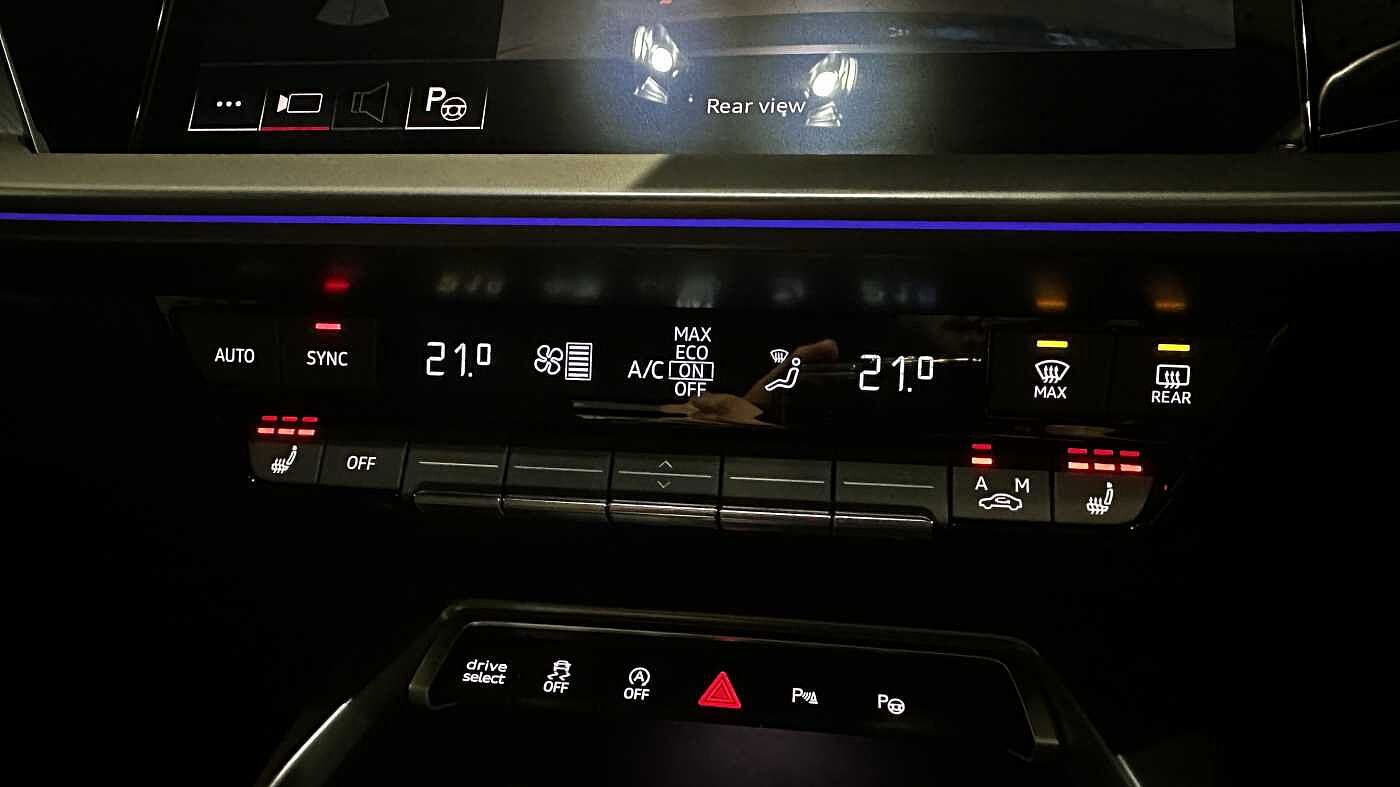 ...
P
Rear view
AUTO
SYNC
21.0
A/C
MAX
ECO
ON
OFF
21.0
MAX
REAR
OFF
A M
drive
select
OFF
A
OFF
P
P